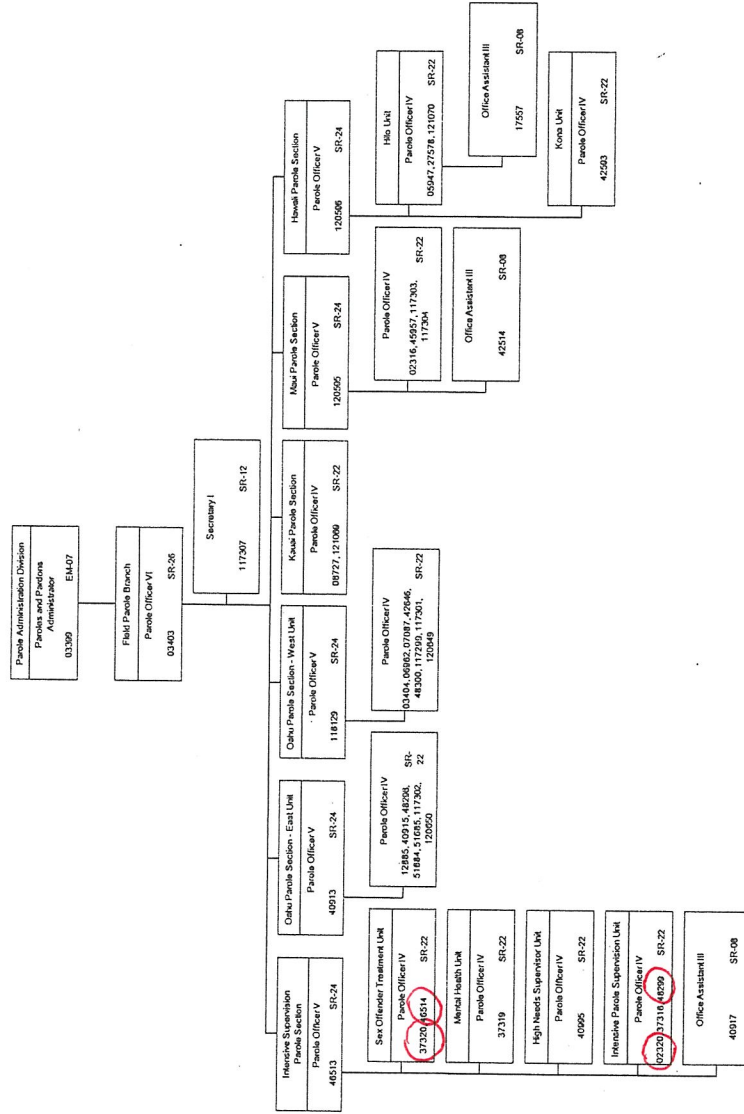 Parole Administration Division
Paroles and Pardons
Administrator
03399 EM-07
Field Parole Branch
Parole Officer VI
03403 SR-26
Secretary I
117307 SR-12
Intensive Supervision
Parole Section
Parole Officer V
46513 SR-24
Sex Offender Treatment Unit
Parole Officer IV
37320, 46514 SR-22
Mental Health Unit
Parole Officer IV
37319 SR-22
High Needs Supervisor Unit
Parole Officer IV
40995 SR-22
Intensive Parole Supervision Unit
Parole Officer IV
02320, 37316, 48299 SR-22
Office Assistant III
40917 SR-08
Oahu Parole Section - East Unit
Parole Officer V
40913 SR-24
Parole Officer IV
12885, 40915, 48298, SR-
51684, 51685, 117302, 22
120650
Oahu Parole Section - West Unit
Parole Officer V
118129 SR-24
Parole Officer IV
03404, 06962, 07087, 42646,
48300, 117299, 117301, SR-22
120649
Kauai Parole Section
Parole Officer IV
08727, 121069 SR-22
Maui Parole Section
Parole Officer V
120505 SR-24
Parole Officer IV
02316, 45957, 117303, SR-22
117304
Office Assistant III
42514 SR-08
Hawaii Parole Section
Parole Officer V
120506 SR-24
Hilo Unit
Parole Officer IV
05947, 27578, 121070 SR-22
Office Assistant III
17557 SR-08
Kona Unit
Parole Officer IV
42593 SR-22